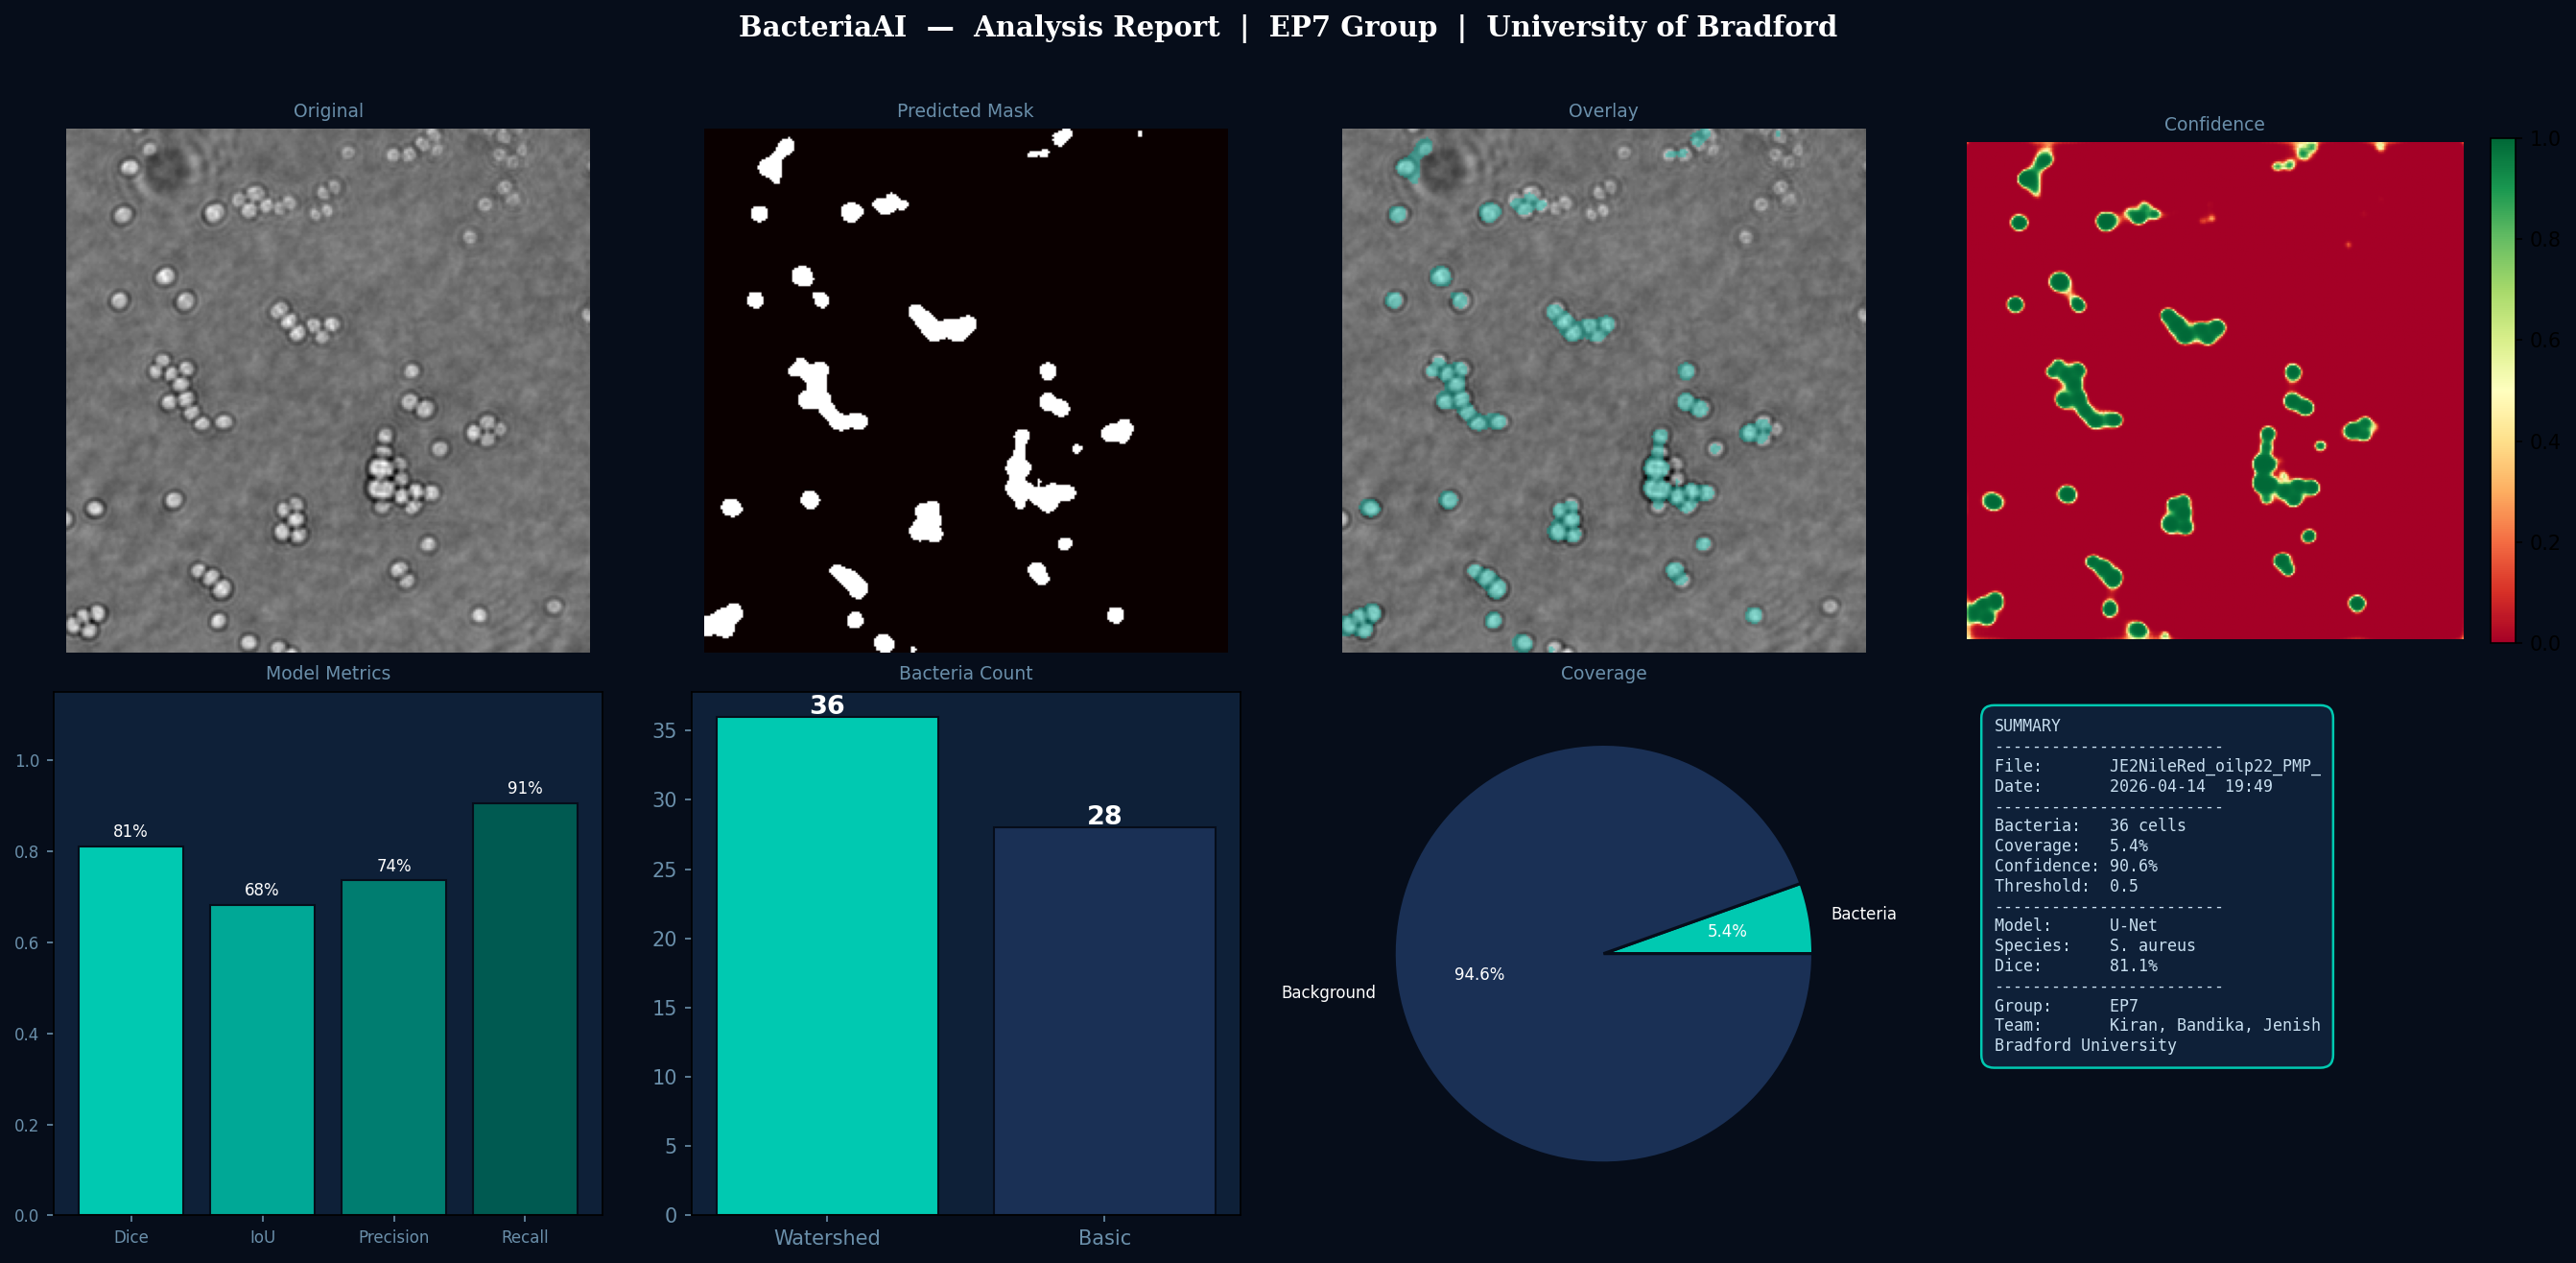 BacteriaAI — Analysis Report | EP7 Group | University of Bradford
Original
Predicted Mask
Overlay
Confidence
1.0
0.8
0.6
0.4
0.2
0.0
Model Metrics
1.0
0.8
0.6
0.4
0.2
0.0
81%
68%
74%
91%
Dice
IoU
Precision
Recall
Bacteria Count
35
30
25
20
15
10
5
0
36
28
Watershed
Basic
Coverage
Bacteria
5.4%
94.6%
Background
SUMMARY
------------------------
File: JE2NileRed_oilp22_PMP_
Date: 2026-04-14 19:49
------------------------
Bacteria: 36 cells
Coverage: 5.4%
Confidence: 90.6%
Threshold: 0.5
------------------------
Model: U-Net
Species: S. aureus
Dice: 81.1%
------------------------
Group: EP7
Team: Kiran, Bandika, Jenish
Bradford University